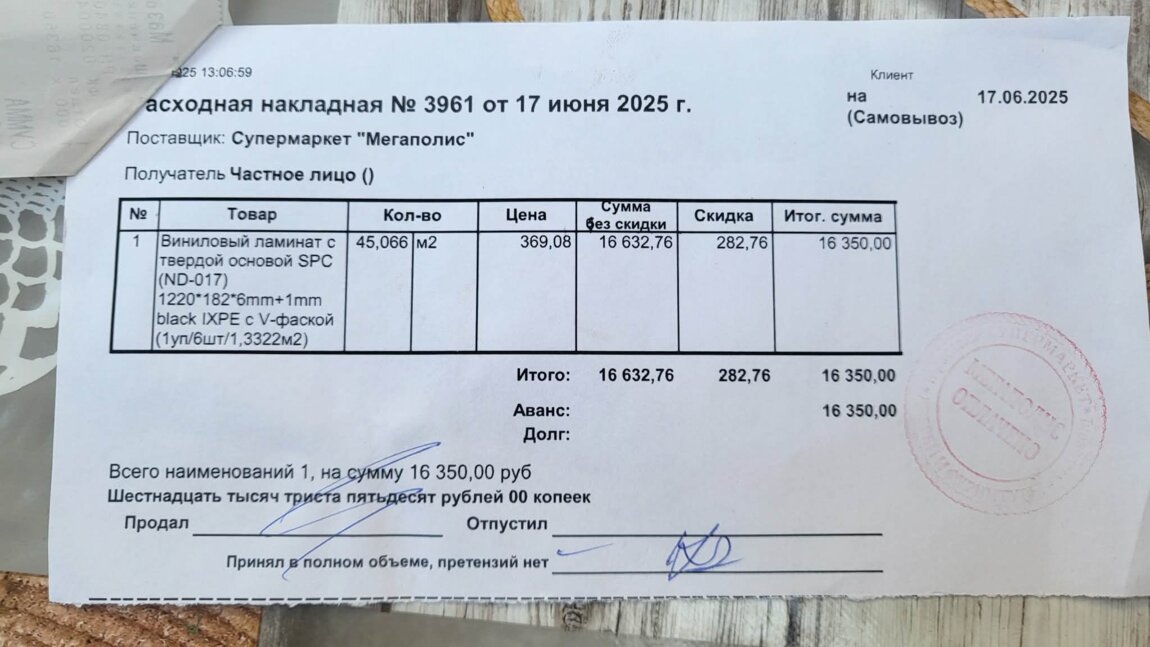 25 13:06:59
Клиент
асходная накладная № 3961 от 17 июня 2025 г.
на 17.06.2025
(Самовывоз)
Поставщик: Супермаркет "Мегаполис"
Получатель Частное лицо ()
№ Товар Кол-во Цена Сумма без скидки Скидка Итог. сумма
1 Виниловый ламинат с 45,066 м2 369,08 16 632,76 282,76 16 350,00
твердой основой SPC
(ND-017)
1220*182*6mm+1mm
black IXPE с V-фаской
(1уп/6шт/1,3322м2)
Итого: 16 632,76 282,76 16 350,00
Аванс: 16 350,00
Долг:
МЕГАПОЛИС
ОПЛАЧЕНО
Всего наименований 1, на сумму 16 350,00 руб
Шестнадцать тысяч триста пятьдесят рублей 00 копеек
Продал Отпустил
Принял в полном объеме, претензий нет